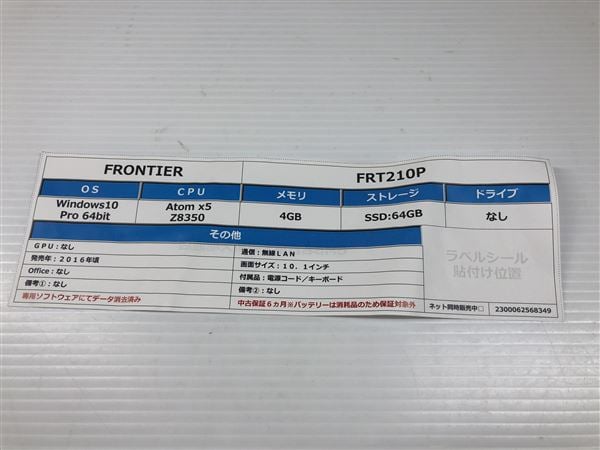 FRONTIER FRT210P
OS CPU メモリ ストレージ ドライブ
Windows10 Pro 64bit Atom x5 Z8350 4GB SSD:64GB なし
その他
GPU：なし 通信：無線LAN
発売年：2016年頃 画面サイズ：10．1インチ
Office：なし 付属品：電源コード／キーボード
備考①：なし 備考②：なし
専用ソフトウェアにてデータ消去済み 中古保証6ヵ月※バッテリーは消耗品のため保証対象外
ラベルシール
貼付け位置
ネット同時販売中□ 2300062568349